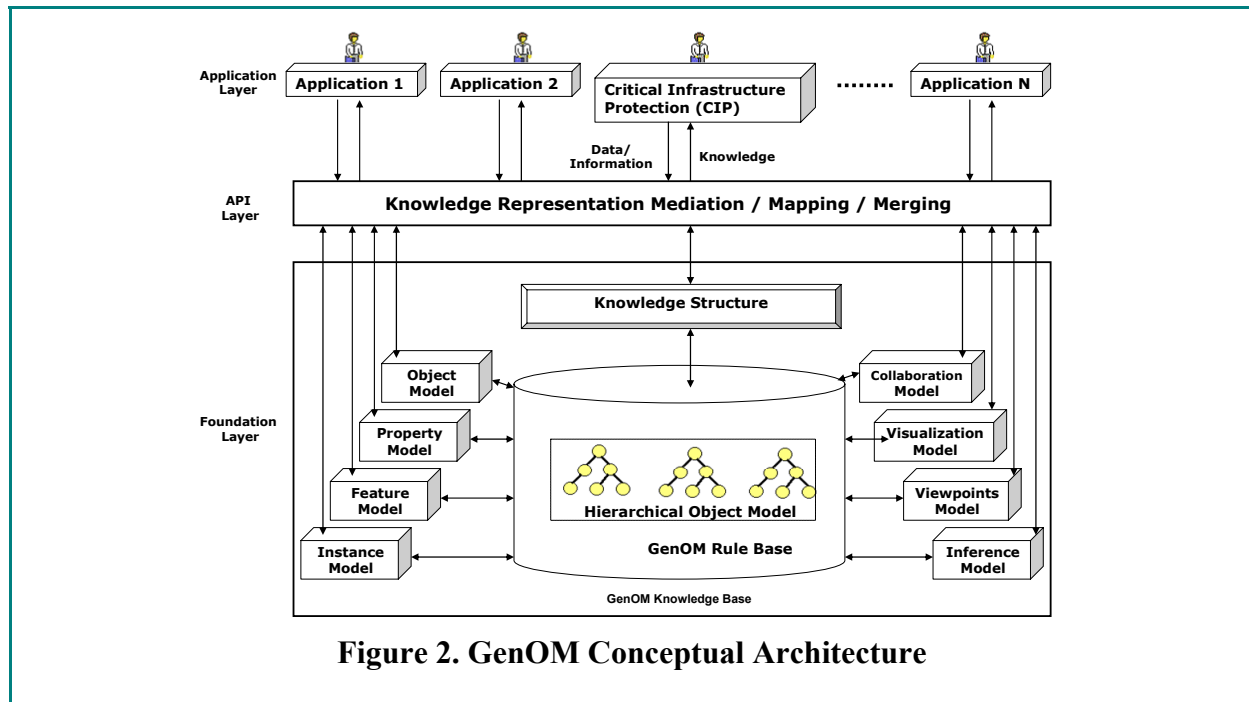 Application
Layer
Application 1
Application 2
Critical Infrastructure
Protection (CIP)
........
Application N
Data/
Information
Knowledge
API
Layer
Knowledge Representation Mediation / Mapping / Merging
Knowledge Structure
Object
Model
Collaboration
Model
Foundation
Layer
Property
Model
Visualization
Model
Feature
Model
Viewpoints
Model
Hierarchical Object Model
Instance
Model
GenOM Rule Base
Inference
Model
GenOM Knowledge Base
Figure 2. GenOM Conceptual Architecture